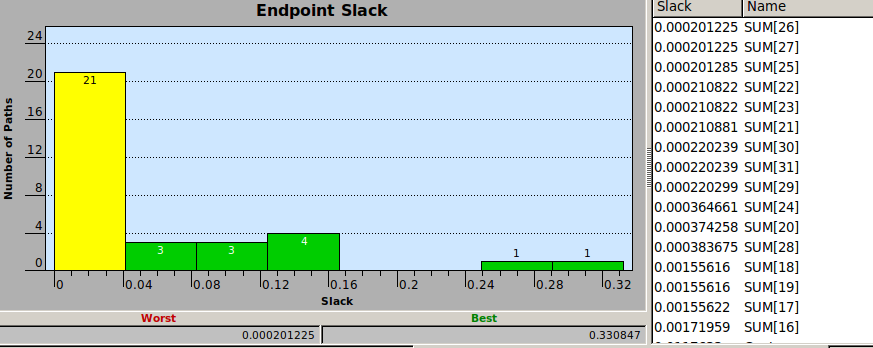 Endpoint Slack
Number of Paths
24
20
16
12
8
4
0
21
3
3
4
1
1
0
0.04
0.08
0.12
0.16
0.2
0.24
0.28
0.32
Slack
Worst
Best
0.000201225
0.330847
Slack Name
0.000201225 SUM[26]
0.000201225 SUM[27]
0.000201285 SUM[25]
0.000210822 SUM[22]
0.000210822 SUM[23]
0.000210881 SUM[21]
0.000220239 SUM[30]
0.000220239 SUM[31]
0.000220299 SUM[29]
0.000364661 SUM[24]
0.000374258 SUM[20]
0.000383675 SUM[28]
0.00155616 SUM[18]
0.00155616 SUM[19]
0.00155622 SUM[17]
0.00171959 SUM[16]